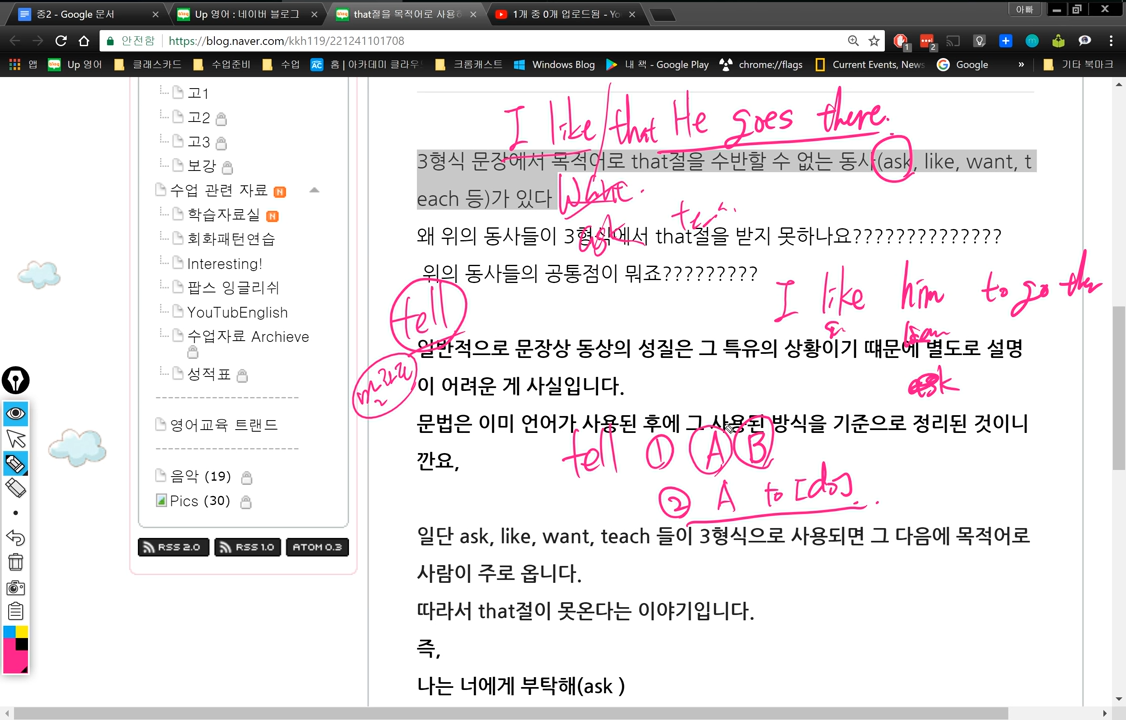 중2 - Google 문서
Up 영어 : 네이버 블로그
that절을 목적어로 사용하
1개 중 0개 업로드됨 - Yo
아빠
안전함
https://blog.naver.com/kkh119/221241101708
앱
Up 영어
클래스카드
수업준비
수업
홈 | 아카데미 클라우
크롬캐스트
Windows Blog
내 팩 - Google Play
chrome://flags
Current Events, News
Google
»
기타 북마크
고1
고2
고3
보강
수업 관련 자료
학습자료실
회화패턴연습
Interesting!
팝스 잉글리쉬
YouTubEnglish
수업자료 Archieve
성적표
영어교육 트랜드
음악 (19)
Pics (30)
RSS 2.0
RSS 1.0
ATOM 0.3
I like / that He goes there.
3형식 문장에서 목적어로 that절을 수반할 수 없는 동사(ask, like, want, t
each 등)가 있다
want
ask
왜 위의 동사들이 3형식에서 that절을 받지 못하나요??????????????
위의 동사들의 공통점이 뭐죠?????????
I like him to go
tell
일반적으로 문장상 동상의 성질은 그 특유의 상황이기 떄문에 별도로 설명
이 어려운 게 사실입니다.
ask
문법은 이미 언어가 사용된 후에 그 사용된 방식을 기준으로 정리된 것이니
깐요,
tell ① A B
② A to [do].
일단 ask, like, want, teach 들이 3형식으로 사용되면 그 다음에 목적어로
사람이 주로 옵니다.
따라서 that절이 못온다는 이야기입니다.
즉,
나는 너에게 부탁해(ask )